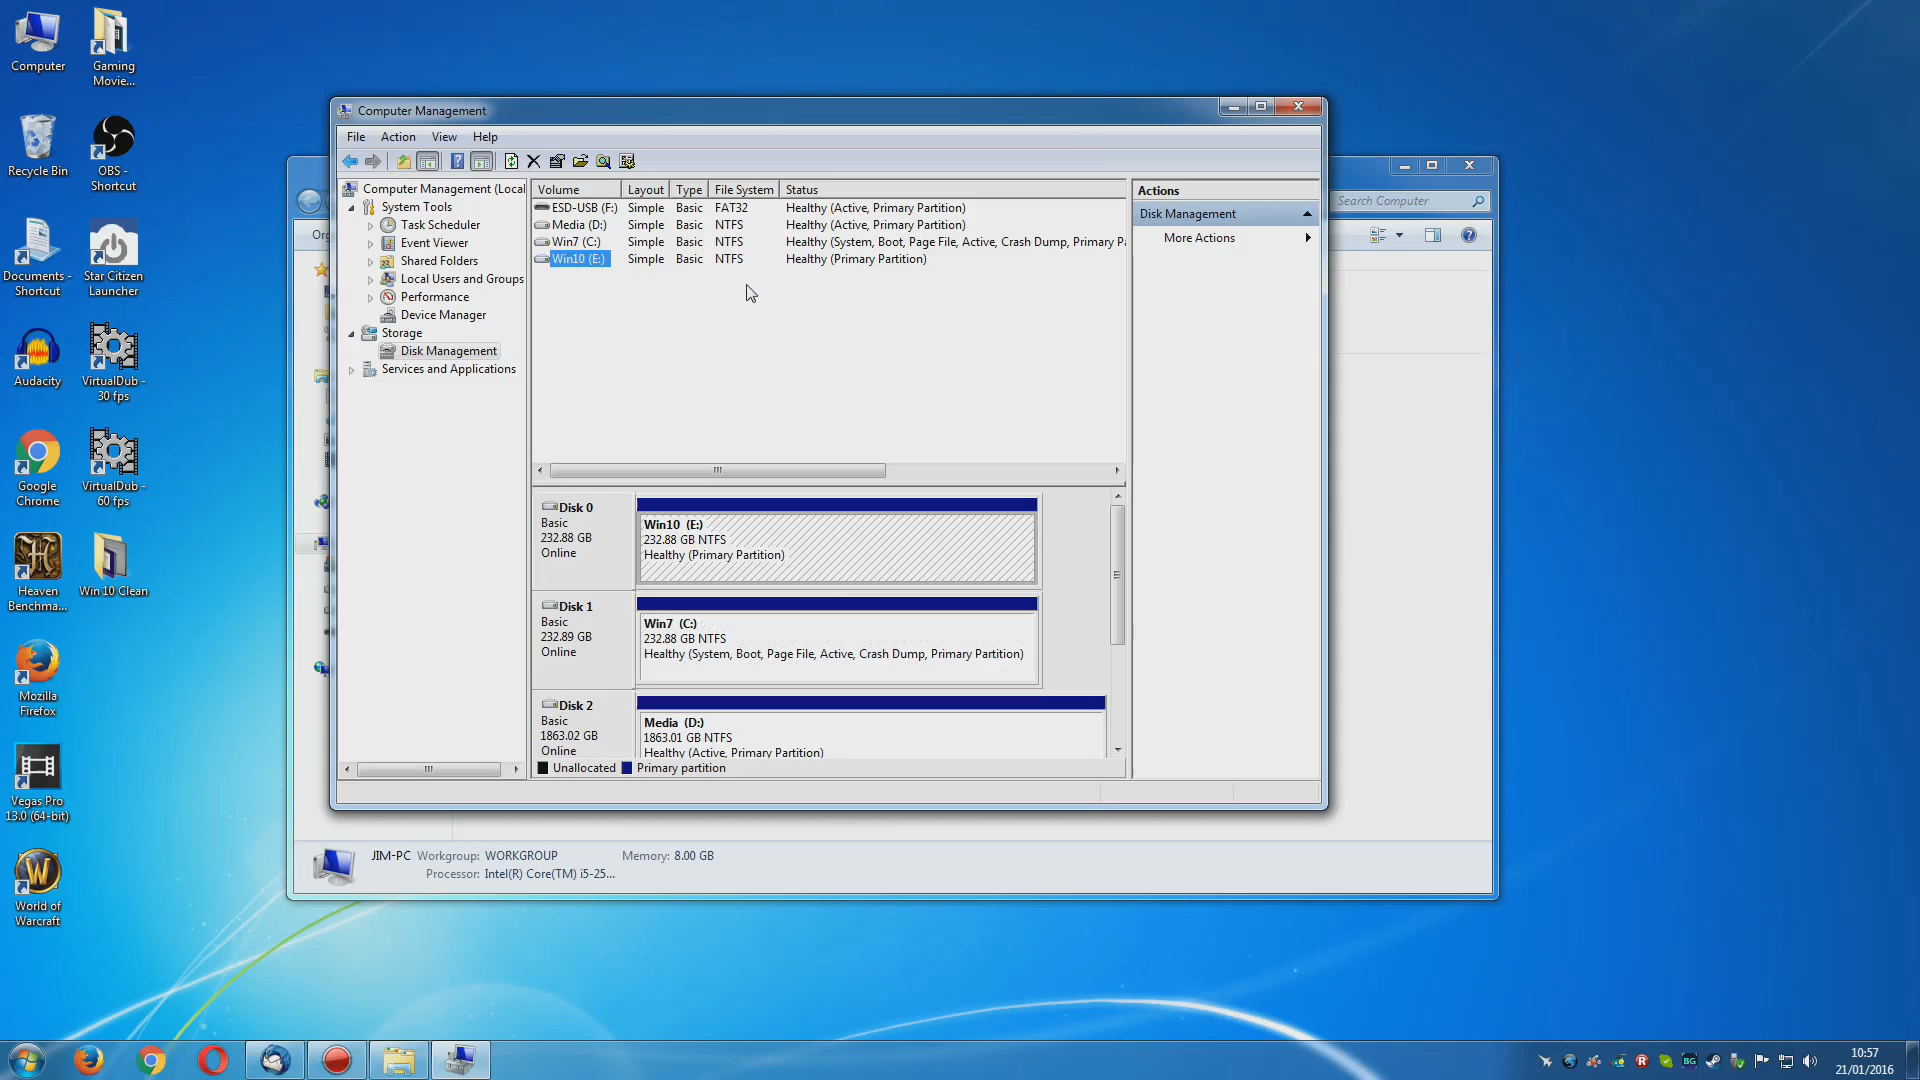 Computer
Gaming
Movie...
Recycle Bin
OBS -
Shortcut
Documents -
Shortcut
Star Citizen
Launcher
Audacity
VirtualDub -
30 fps
Google
Chrome
VirtualDub -
60 fps
Heaven
Benchma...
Win 10 Clean
Mozilla
Firefox
Vegas Pro
13.0 (64-bit)
World of
Warcraft
Computer Management
File Action View Help
Computer Management (Local
System Tools
Task Scheduler
Event Viewer
Shared Folders
Local Users and Groups
Performance
Device Manager
Storage
Disk Management
Services and Applications
Volume Layout Type File System Status
ESD-USB (F:) Simple Basic FAT32 Healthy (Active, Primary Partition)
Media (D:) Simple Basic NTFS Healthy (Active, Primary Partition)
Win7 (C:) Simple Basic NTFS Healthy (System, Boot, Page File, Active, Crash Dump, Primary P
Win10 (E:) Simple Basic NTFS Healthy (Primary Partition)
Disk 0
Basic
232.88 GB
Online
Win10 (E:)
232.88 GB NTFS
Healthy (Primary Partition)
Disk 1
Basic
232.89 GB
Online
Win7 (C:)
232.88 GB NTFS
Healthy (System, Boot, Page File, Active, Crash Dump, Primary Partition)
Disk 2
Basic
1863.02 GB
Online
Media (D:)
1863.01 GB NTFS
Healthy (Active, Primary Partition)
Unallocated Primary partition
Actions
Disk Management
More Actions
Org
Search Computer
JIM-PC Workgroup: WORKGROUP Memory: 8.00 GB
Processor: Intel(R) Core(TM) i5-25...
10:57
21/01/2016